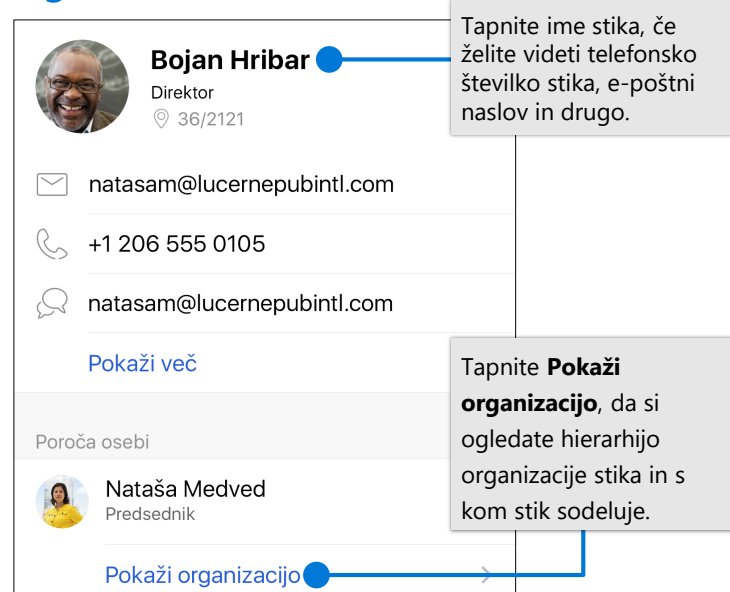 Bojan Hribar
Direktor
36/2121
Tapnite ime stika, če
želite videti telefonsko
številko stika, e-poštni
naslov in drugo.
natasam@lucernepubintl.com
+1 206 555 0105
natasam@lucernepubintl.com
Pokaži več
Poroča osebi
Nataša Medved
Predsednik
Pokaži organizacijo
Tapnite Pokaži
organizacijo, da si
ogledate hierarhijo
organizacije stika in s
kom stik sodeluje.